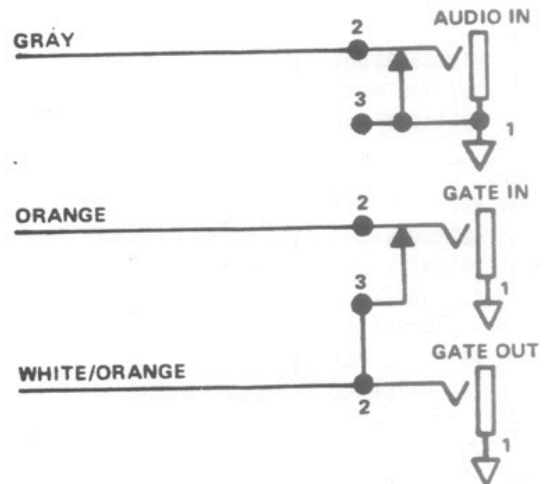 AUDIO IN
GRAY
2
3
1
GATE IN
ORANGE
2
3
1
GATE OUT
WHITE/ORANGE
2
1